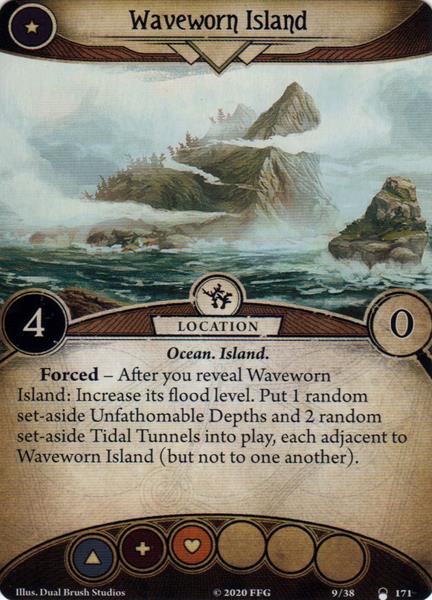 Waveworn Island
4
LOCATION
0
Ocean. Island.
Forced – After you reveal Waveworn
Island: Increase its flood level. Put 1 random
set-aside Unfathomable Depths and 2 random
set-aside Tidal Tunnels into play, each adjacent to
Waveworn Island (but not to one another).
Illus. Dual Brush Studios
© 2020 FFG
9/38
171